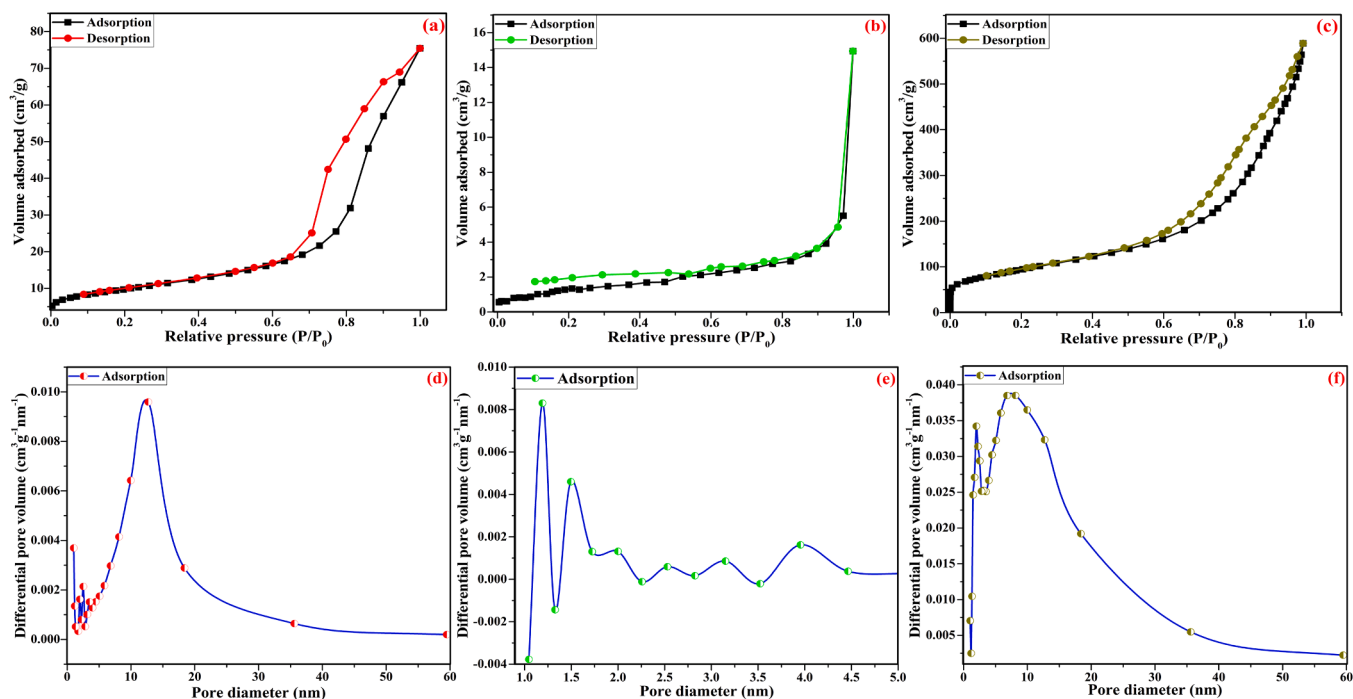 Adsorption
Desorption
(a)
80
70
60
50
40
30
20
10
0.0 0.2 0.4 0.6 0.8 1.0
Volume adsorbed (cm³/g)
Relative pressure (P/P₀)
Adsorption
Desorption
(b)
16
14
12
10
8
6
4
2
0
0.0 0.2 0.4 0.6 0.8 1.0
Volume adsorbed (cm³/g)
Relative pressure (P/P₀)
Adsorption
Desorption
(c)
600
500
400
300
200
100
0
0.0 0.2 0.4 0.6 0.8 1.0
Volume adsorbed (cm³/g)
Relative pressure (P/P₀)
Adsorption
(d)
0.010
0.008
0.006
0.004
0.002
0.000
0 10 20 30 40 50 60
Differential pore volume (cm³g⁻¹nm⁻¹)
Pore diameter (nm)
Adsorption
(e)
0.010
0.008
0.006
0.004
0.002
0.000
-0.002
-0.004
1.0 1.5 2.0 2.5 3.0 3.5 4.0 4.5 5.0
Differential pore volume (cm³g⁻¹nm⁻¹)
Pore diameter (nm)
Adsorption
(f)
0.040
0.035
0.030
0.025
0.020
0.015
0.010
0.005
0 10 20 30 40 50 60
Differential pore volume (cm³g⁻¹nm⁻¹)
Pore diameter (nm)